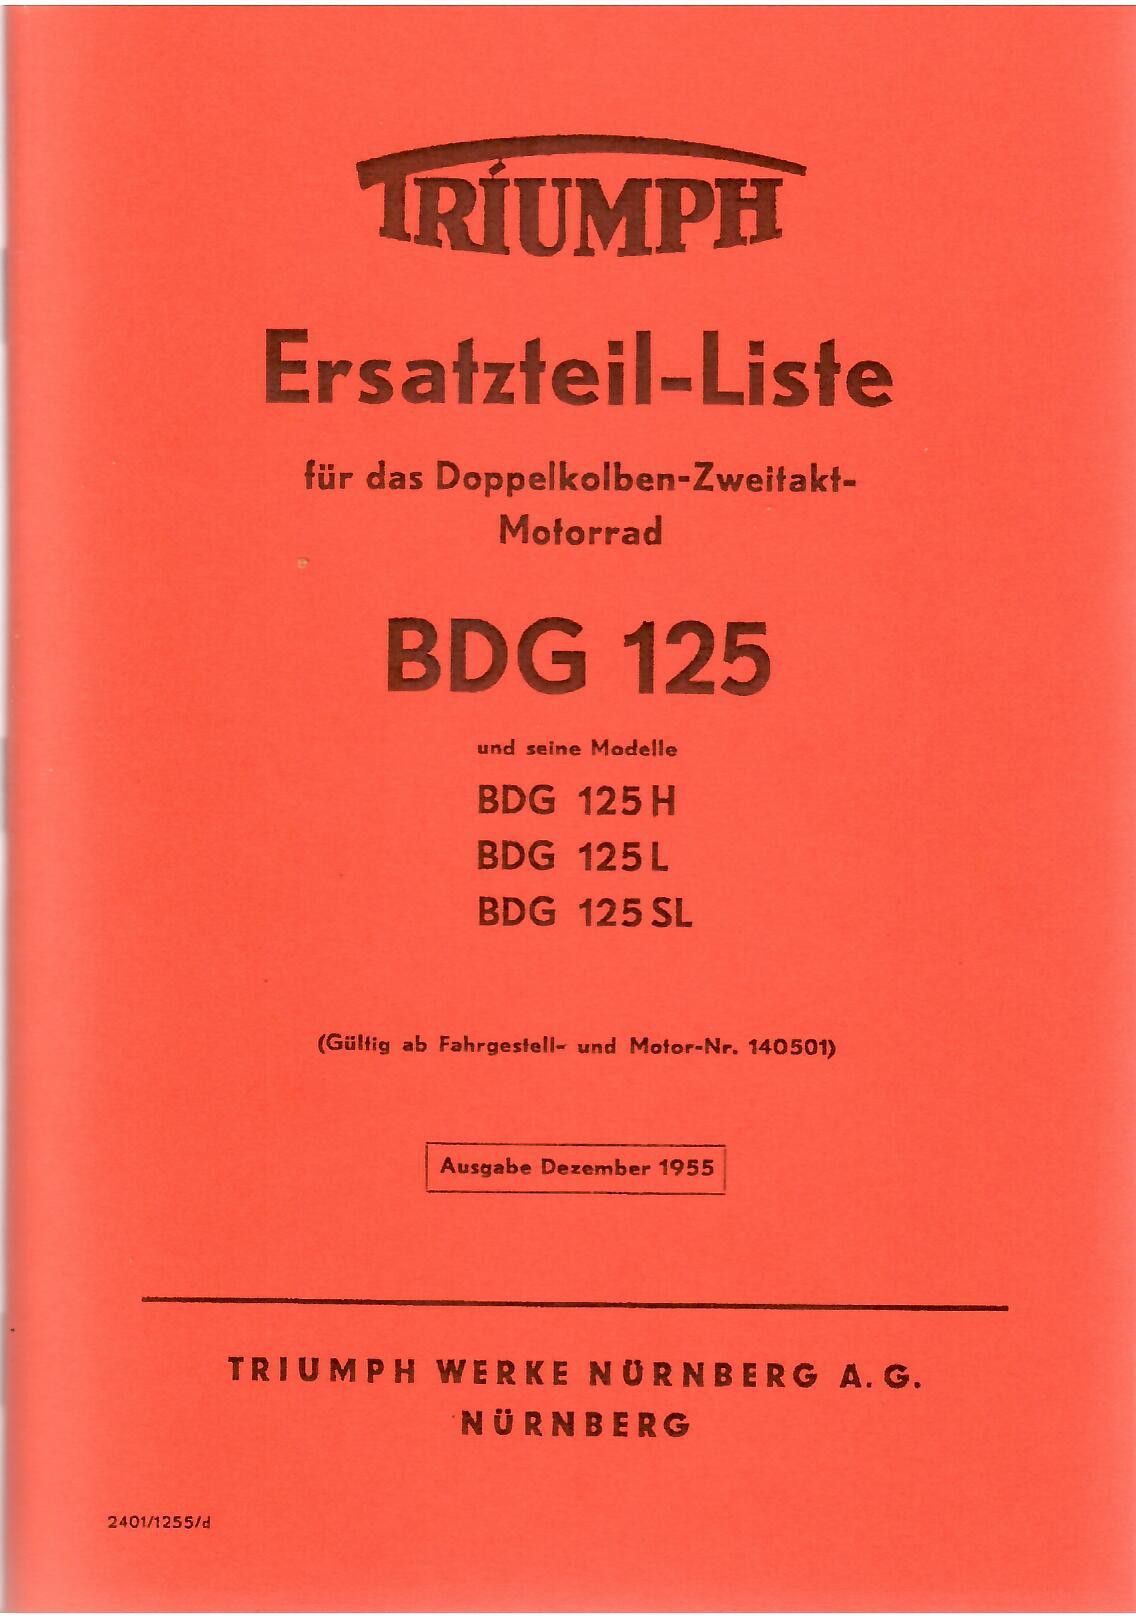 TRIUMPH
Ersatzteil-Liste
für das Doppelkolben-Zweitakt-
Motorrad
BDG 125
und seine Modelle
BDG 125 H
BDG 125 L
BDG 125 SL
(Gültig ab Fahrgestell- und Motor-Nr. 140501)
Ausgabe Dezember 1955
TRIUMPH WERKE NÜRNBERG A. G.
NÜRNBERG
2401/1255/d